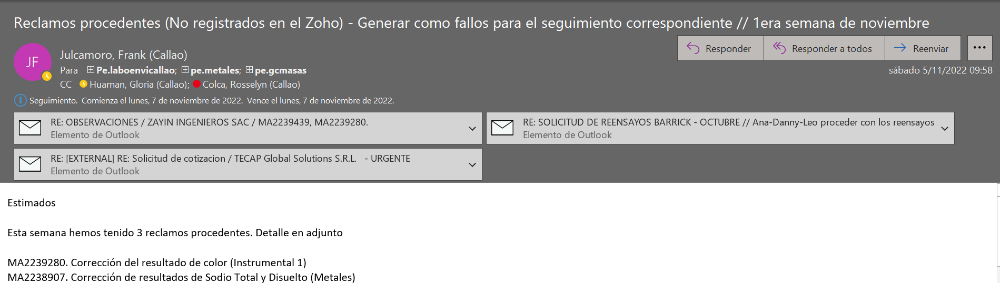 Reclamos procedentes (No registrados en el Zoho) - Generar como fallos para el seguimiento correspondiente // 1era semana de noviembre
JF
Julcamoro, Frank (Callao)
Para Pe.laboenvicallao; pe.metales; pe.gcmasas
CC Huaman, Gloria (Callao); Colca, Rosselyn (Callao)
Responder
Responder a todos
Reenviar
...
sábado 5/11/2022 09:58
Seguimiento. Comienza el lunes, 7 de noviembre de 2022. Vence el lunes, 7 de noviembre de 2022.
RE: OBSERVACIONES / ZAYIN INGENIEROS SAC / MA2239439, MA2239280.
Elemento de Outlook
RE: SOLICITUD DE REENSAYOS BARRICK - OCTUBRE // Ana-Danny-Leo proceder con los reensayos
Elemento de Outlook
RE: [EXTERNAL] RE: Solicitud de cotizacion / TECAP Global Solutions S.R.L. - URGENTE
Elemento de Outlook
Estimados
Esta semana hemos tenido 3 reclamos procedentes. Detalle en adjunto
MA2239280. Corrección del resultado de color (Instrumental 1)
MA2238907. Corrección de resultados de Sodio Total y Disuelto (Metales)